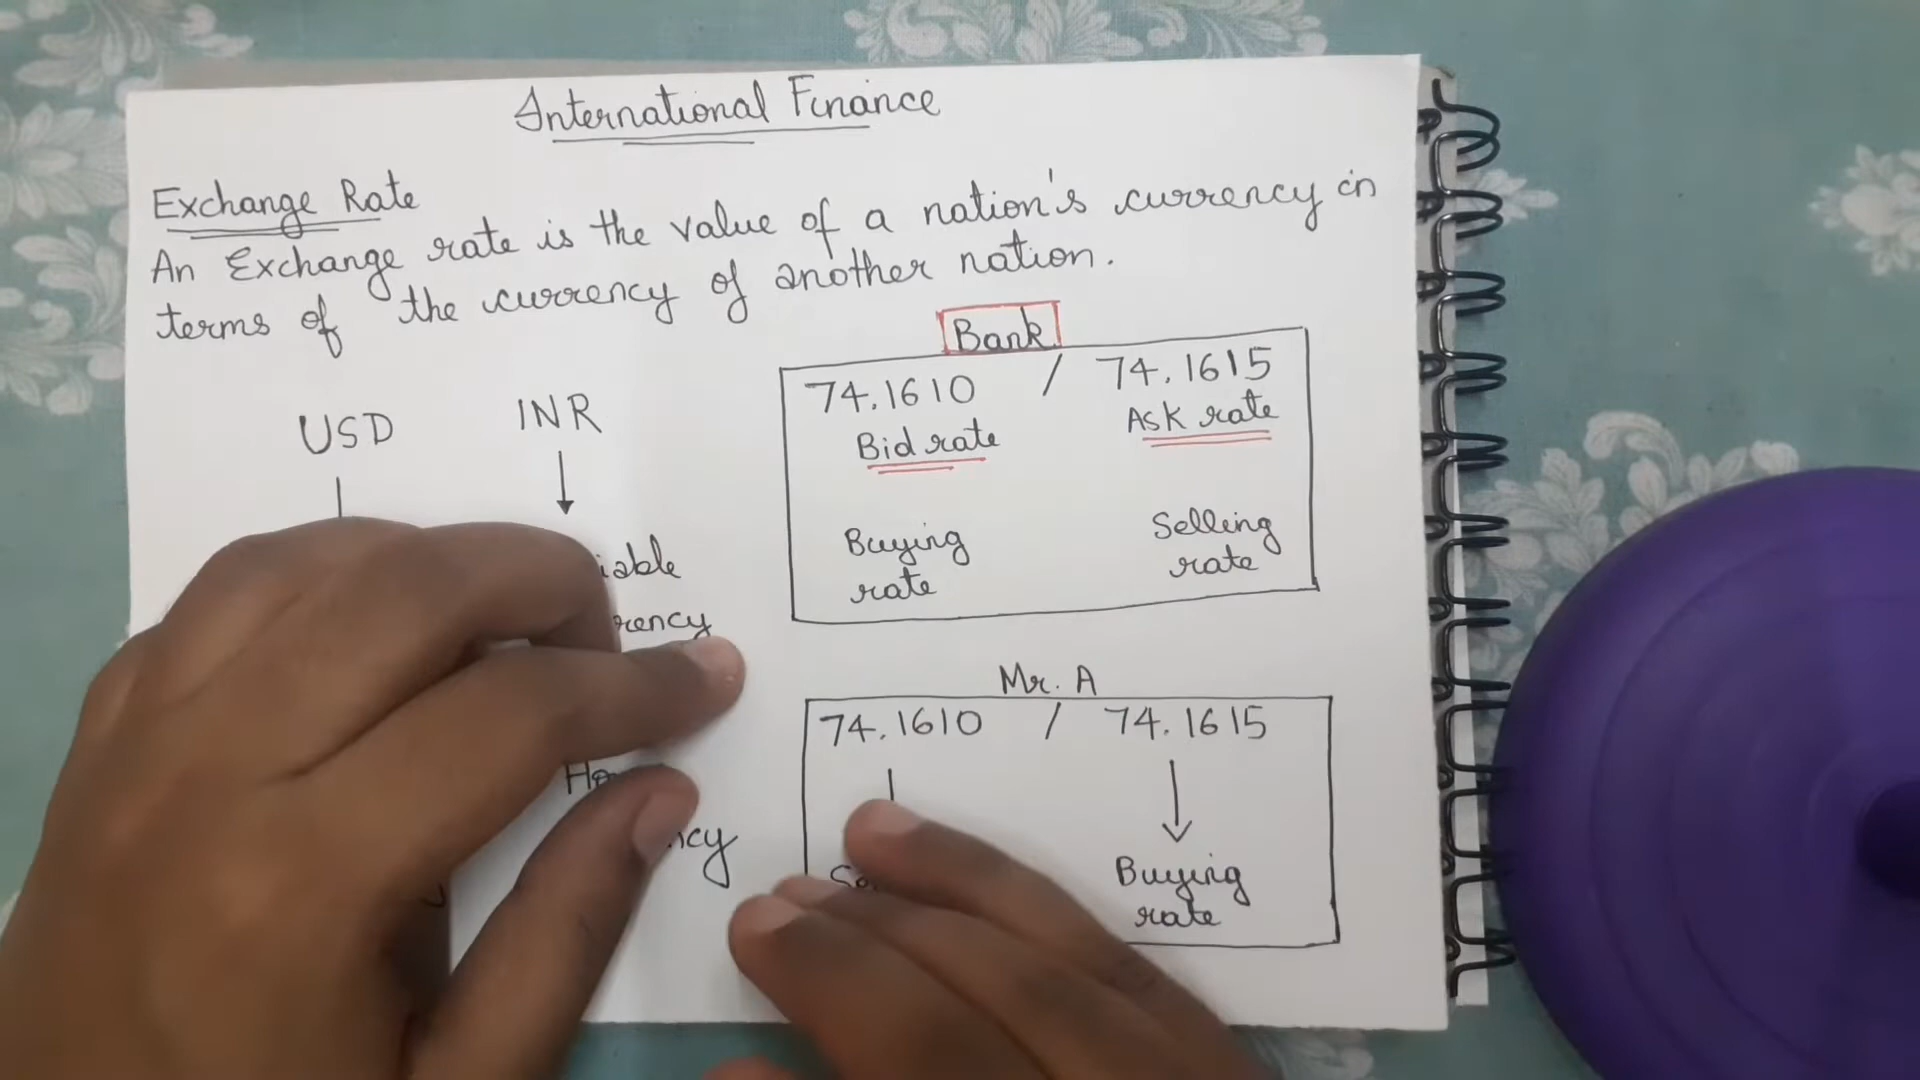 International Finance
Exchange Rate
An Exchange rate is the value of a nation's currency in
terms of the currency of another nation.
USD INR
Bank
74.1610 / 74.1615
Bid rate Ask rate
Buying
rate
Selling
rate
Mr. A
74.1610 / 74.1615
Buying
rate